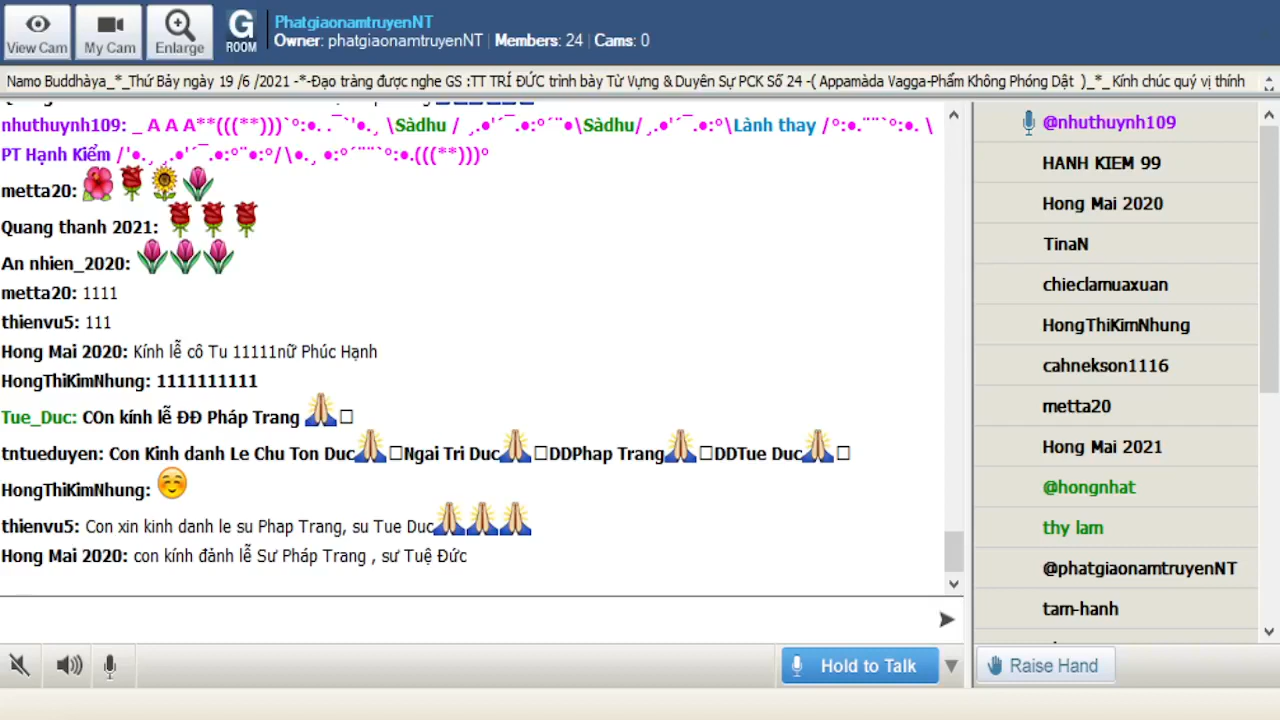 View Cam
My Cam
Enlarge
G
ROOM
PhatgiaonamtruyenNT
Owner: phatgiaonamtruyenNT | Members: 24 | Cams: 0
Namo Buddhàya_*_Thứ Bảy ngày 19 /6 /2021 -*-Đạo tràng được nghe GS :TT TRÍ ĐỨC trình bày Từ Vựng & Duyên Sự PCK Số 24 -( Appamàda Vagga-Phẩm Không Phóng Dật )_*_ Kính chúc quý vị thính
nhuthuynh109: _ A A A**(((**)))`°:•. .¯`'•.¸ \Sàdhu / ¸.•'´¯.•:°´¨•\Sàdhu/¸.•'´¯.•:°\Lành thay /°:•.¨¨`°:•. \
PT Hạnh Kiểm /'•.¸ ¸.•'´¯.•:°¨•:°/\•.¸ •:°´¨¨`°:•.(((**)))°
metta20:
Quang thanh 2021:
An nhien_2020:
metta20: 1111
thienvu5: 111
Hong Mai 2020: Kính lễ cô Tu 11111nữ Phúc Hạnh
HongThiKimNhung: 1111111111
Tue_Duc: COn kính lễ ĐĐ Pháp Trang
tntueduyen: Con Kinh danh Le Chu Ton Duc Ngai Tri Duc DDPhap Trang DDTue Duc
HongThiKimNhung:
thienvu5: Con xin kinh danh le su Phap Trang, su Tue Duc
Hong Mai 2020: con kính đảnh lễ Sư Pháp Trang , sư Tuệ Đức
Hold to Talk
@nhuthuynh109
HANH KIEM 99
Hong Mai 2020
TinaN
chieclamuaxuan
HongThiKimNhung
cahnekson1116
metta20
Hong Mai 2021
@hongnhat
thy lam
@phatgiaonamtruyenNT
tam-hanh
Raise Hand